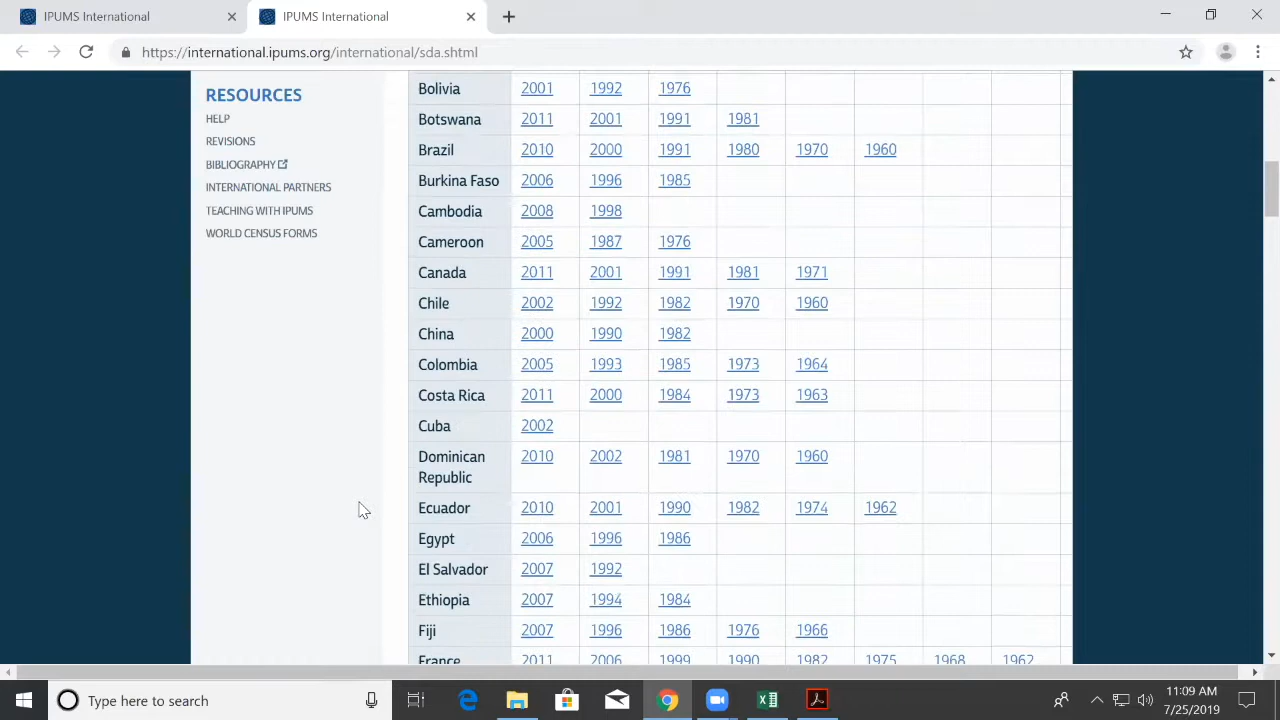 IPUMS International
IPUMS International
https://international.ipums.org/international/sda.shtml
RESOURCES
HELP
REVISIONS
BIBLIOGRAPHY
INTERNATIONAL PARTNERS
TEACHING WITH IPUMS
WORLD CENSUS FORMS
Bolivia 2001 1992 1976
Botswana 2011 2001 1991 1981
Brazil 2010 2000 1991 1980 1970 1960
Burkina Faso 2006 1996 1985
Cambodia 2008 1998
Cameroon 2005 1987 1976
Canada 2011 2001 1991 1981 1971
Chile 2002 1992 1982 1970 1960
China 2000 1990 1982
Colombia 2005 1993 1985 1973 1964
Costa Rica 2011 2000 1984 1973 1963
Cuba 2002
Dominican 2010 2002 1981 1970 1960
Republic
Ecuador 2010 2001 1990 1982 1974 1962
Egypt 2006 1996 1986
El Salvador 2007 1992
Ethiopia 2007 1994 1984
Fiji 2007 1996 1986 1976 1966
France 2011 2006 1999 1990 1982 1975 1968 1962
Type here to search
11:09 AM
7/25/2019